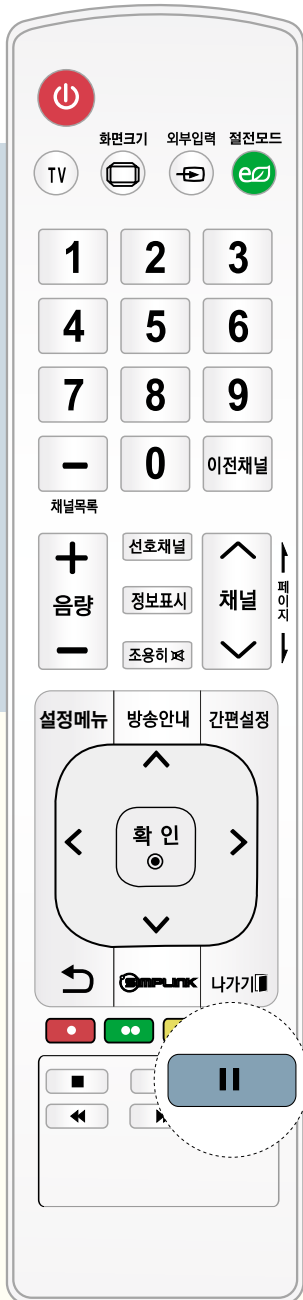 화면크기 외부입력 절전모드
TV
1 2 3
4 5 6
7 8 9
0 이전채널
채널목록
선호채널
음량 정보표시 채널 페이지
조용히
설정메뉴 방송안내 간편설정
확인
SIMPLINK 나가기